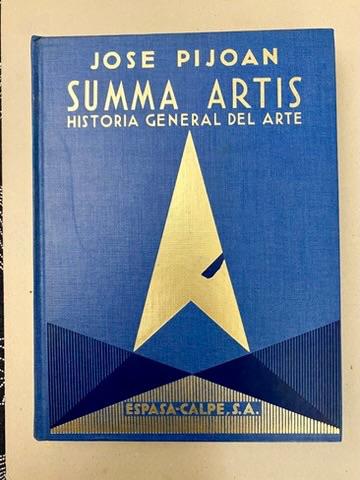 JOSE PIJOAN
SUMMA ARTIS
HISTORIA GENERAL DEL ARTE
ESPASA-CALPE, S.A.